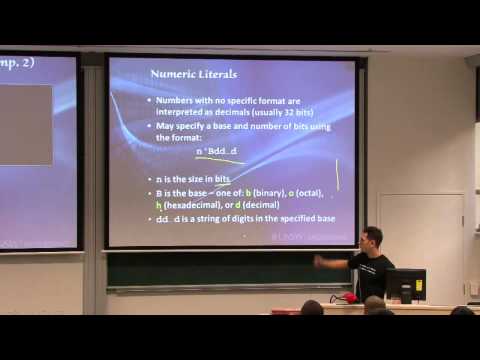 mp. 2)
Numeric Literals
• Numbers with no specific format are
interpreted as decimals (usually 32 bits)
• May specify a base and number of bits using
the format:
n'Bdd…d
• n is the size in bits
• B is the base – one of: b (binary), o (octal),
h (hexadecimal), or d (decimal)
• dd…d is a string of digits in the specified base